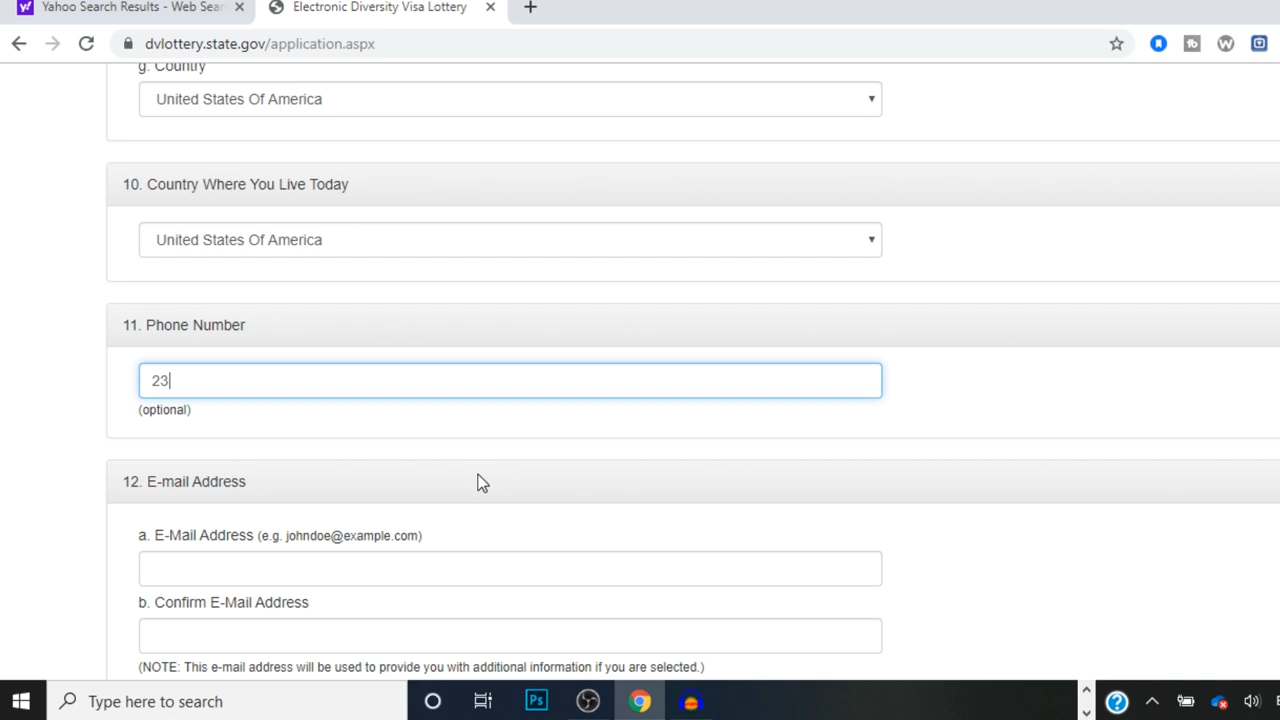 Yahoo Search Results - Web Sear
Electronic Diversity Visa Lottery
dvlottery.state.gov/application.aspx
g. Country
United States Of America
10. Country Where You Live Today
United States Of America
11. Phone Number
23
(optional)
12. E-mail Address
a. E-Mail Address (e.g. johndoe@example.com)
b. Confirm E-Mail Address
(NOTE: This e-mail address will be used to provide you with additional information if you are selected.)
Type here to search
Ps